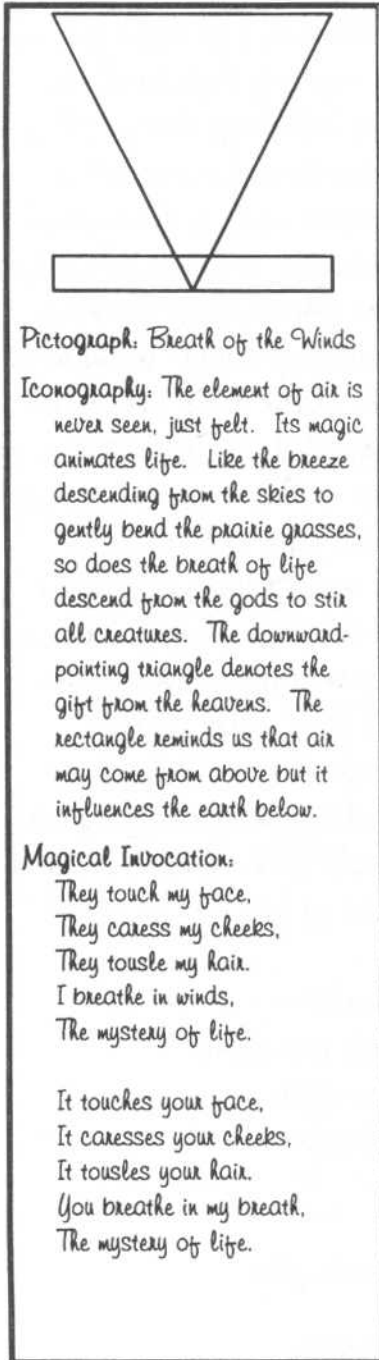 Pictograph: Breath of the Winds
Iconography: The element of air is
never seen, just felt. Its magic
animates life. Like the breeze
descending from the skies to
gently bend the prairie grasses,
so does the breath of life
descend from the gods to stir
all creatures. The downward-
pointing triangle denotes the
gift from the heavens. The
rectangle reminds us that air
may come from above but it
influences the earth below.
Magical Invocation:
They touch my face,
They caress my cheeks,
They tousle my hair.
I breathe in winds,
The mystery of life.
It touches your face,
It caresses your cheeks,
It tousles your hair.
You breathe in my breath,
The mystery of life.